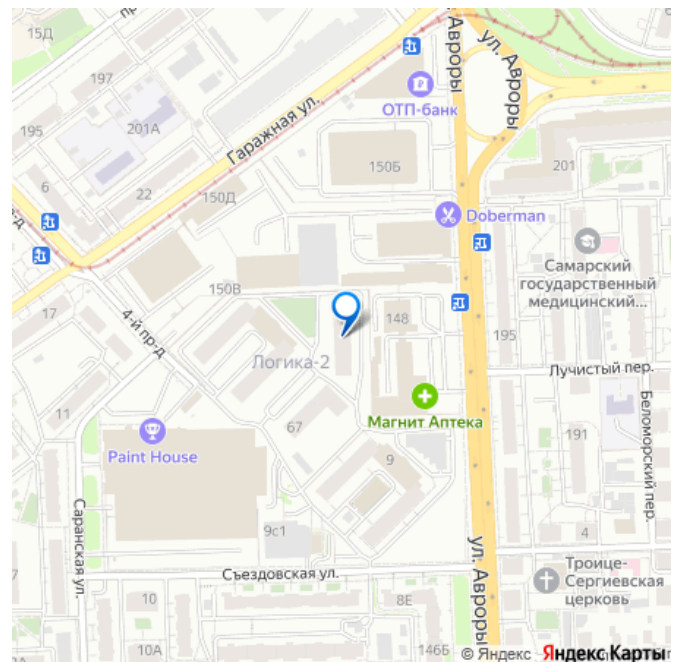 15Д
197
195
201А
Гаражная ул.
ОТП-банк
ул. Авроры
ул. Авроры
150Б
201
6
22
150Д
Doberman
Самарский
государственный
медицинский...
150В
17
4-й пр-д
148
195
Логика-2
Лучистый пер.
Беломорский пер.
11
Магнит Аптека
67
191
Paint House
9
Саранская ул.
9с1
4
Съездовская ул.
ул. Авроры
Троице-
Сергиевская
церковь
10
8Е
10А
146Б
© Яндекс Яндекс Карты